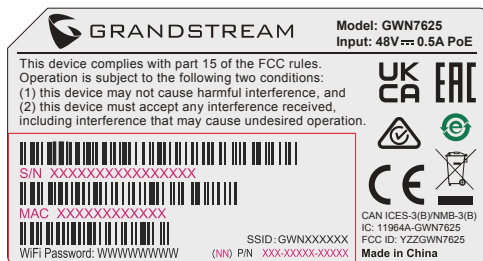 GRANDSTREAM
Model: GWN7625
Input: 48V⎓0.5A PoE
This device complies with part 15 of the FCC rules.
Operation is subject to the following two conditions:
(1) this device may not cause harmful interference, and
(2) this device must accept any interference received,
including interference that may cause undesired operation.
UK
CA
EAC
e
CE
S/N XXXXXXXXXXXXXXXX
MAC XXXXXXXXXXXX
WiFi Password: WWWWWWWWW
SSID: GWNXXXXXX
(NN) P/N XXX-XXXXX-XXXXX
CAN ICES-3(B)/NMB-3(B)
IC: 11964A-GWN7625
FCC ID: YZZGWN7625
Made in China